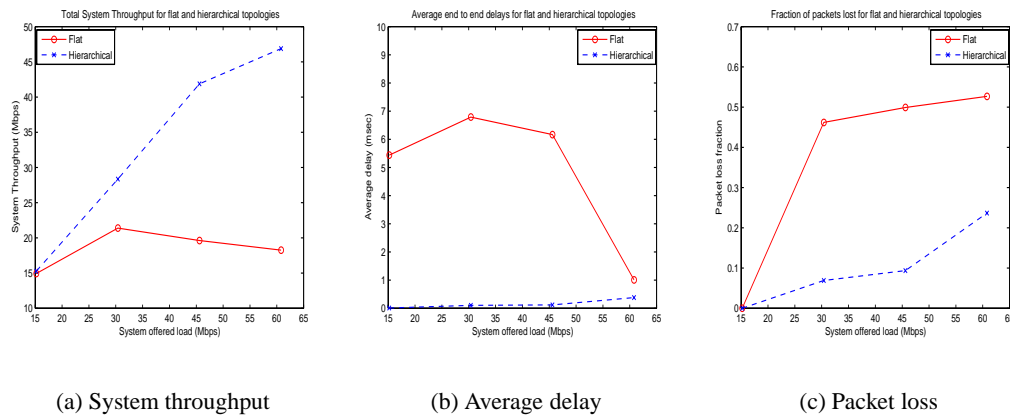 Total System Throughput for flat and hierarchical topologies
50
45
40
35
30
25
20
15
10
System Throughput (Mbps)
Flat
Hierarchical
15 20 25 30 35 40 45 50 55 60 65
System offered load (Mbps)
(a) System throughput
Average end to end delays for flat and hierarchical topologies
10
9
8
7
6
5
4
3
2
1
0
Average delay (msec)
Flat
Hierarchical
15 20 25 30 35 40 45 50 55 60 65
System offered load (Mbps)
(b) Average delay
Fraction of packets lost for flat and hierarchical topologies
0.7
0.6
0.5
0.4
0.3
0.2
0.1
0
Packet loss fraction
Flat
Hierarchical
15 20 25 30 35 40 45 50 55 60 65
System offered load (Mbps)
(c) Packet loss